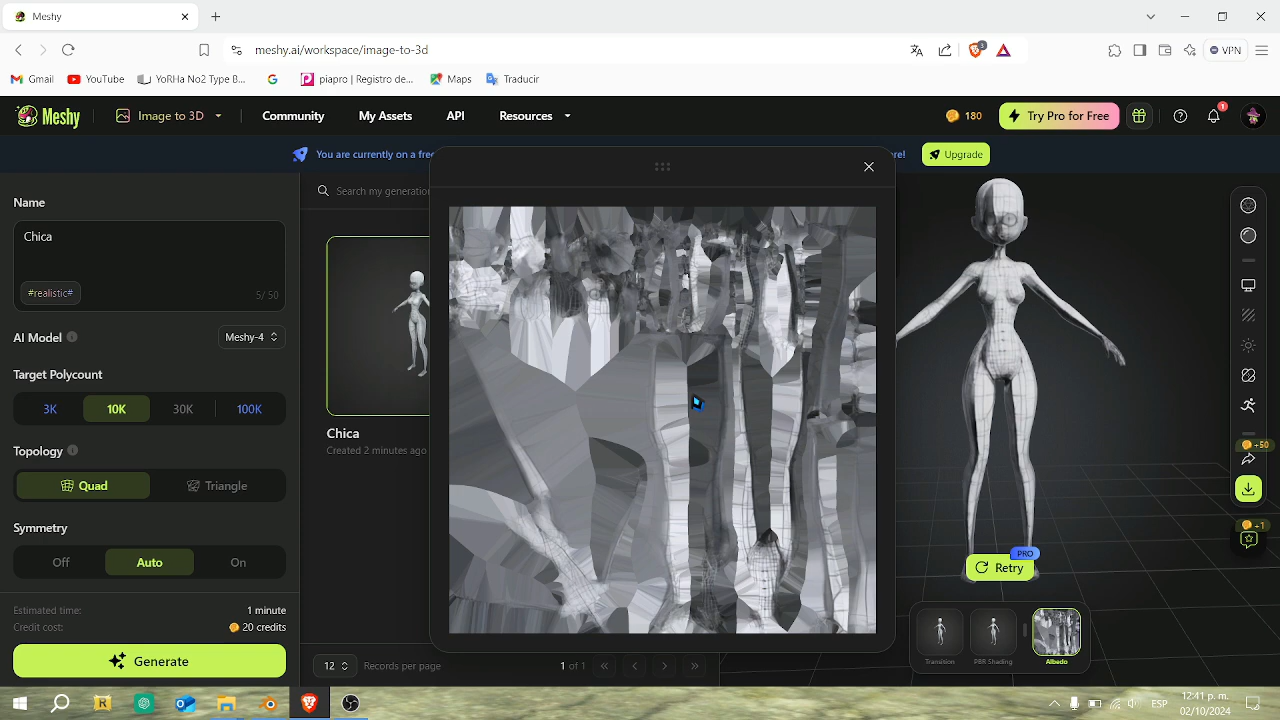 Meshy
meshy.ai/workspace/image-to-3d
3
VPN
Gmail
YouTube
YoRHa No2 Type B...
piapro | Registro de...
Maps
Traducir
Meshy
Image to 3D
Community
My Assets
API
Resources
180
Try Pro for Free
1
You are currently on a free
re!
Upgrade
Name
Search my generation
Chica
#realistic#
5/ 50
AI Model
Meshy-4
Target Polycount
3K
10K
30K
100K
Chica
Created 2 minutes ago
Topology
Quad
Triangle
+50
Symmetry
+1
Off
Auto
On
PRO
Retry
Estimated time:
1 minute
Credit cost:
20 credits
Generate
12
Records per page
1 of 1
Transition
PBR Shading
Albedo
R
ESP
12:41 p. m.
02/10/2024